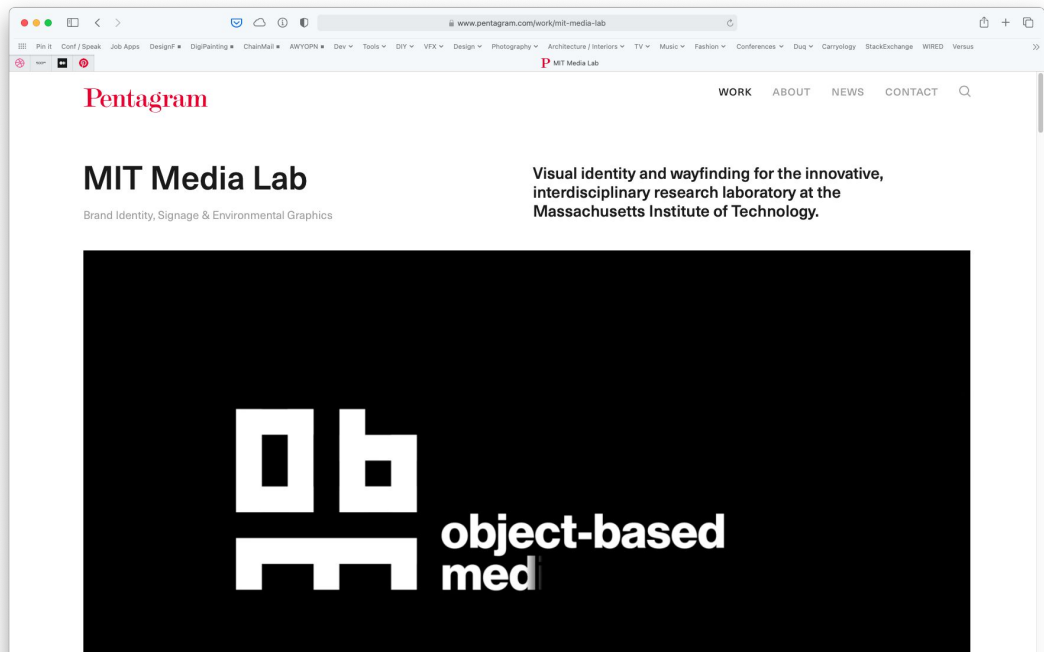 www.pentagram.com/work/mit-media-lab
Pin it Conf / Speak Job Apps DesignF DigiPainting ChainMail AWYOPN Dev Tools DIY VFX Design Photography Architecture / Interiors TV Music Fashion Conferences Duq Carryology StackExchange WIRED Versus
P MIT Media Lab
Pentagram
WORK ABOUT NEWS CONTACT
MIT Media Lab
Brand Identity, Signage & Environmental Graphics
Visual identity and wayfinding for the innovative,
interdisciplinary research laboratory at the
Massachusetts Institute of Technology.
ob
m
object-based
medi